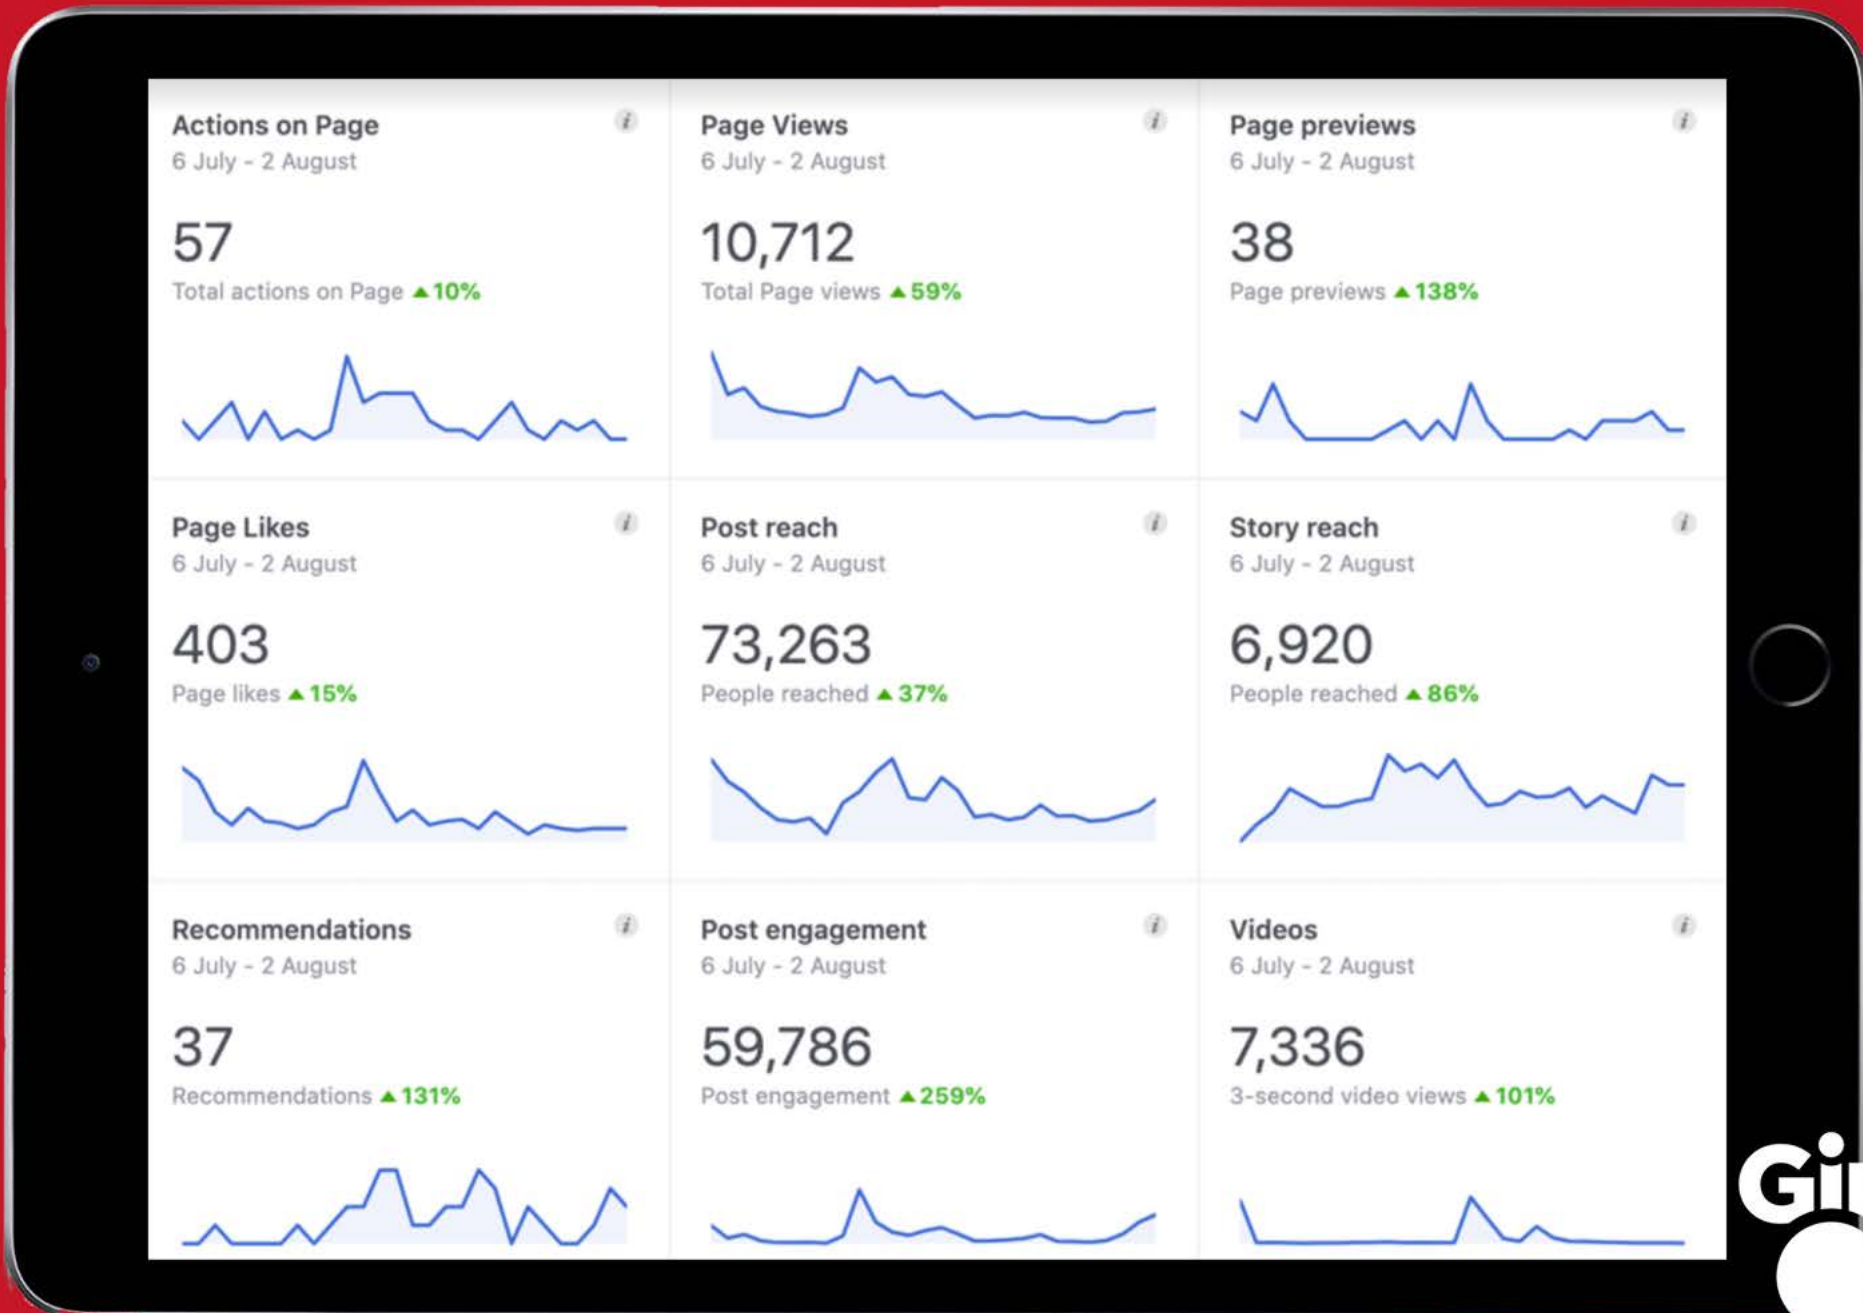 Actions on Page
6 July - 2 August
57
Total actions on Page ▲10%
Page Views
6 July - 2 August
10,712
Total Page views ▲59%
Page previews
6 July - 2 August
38
Page previews ▲138%
Page Likes
6 July - 2 August
403
Page likes ▲15%
Post reach
6 July - 2 August
73,263
People reached ▲37%
Story reach
6 July - 2 August
6,920
People reached ▲86%
Recommendations
6 July - 2 August
37
Recommendations ▲131%
Post engagement
6 July - 2 August
59,786
Post engagement ▲259%
Videos
6 July - 2 August
7,336
3-second video views ▲101%